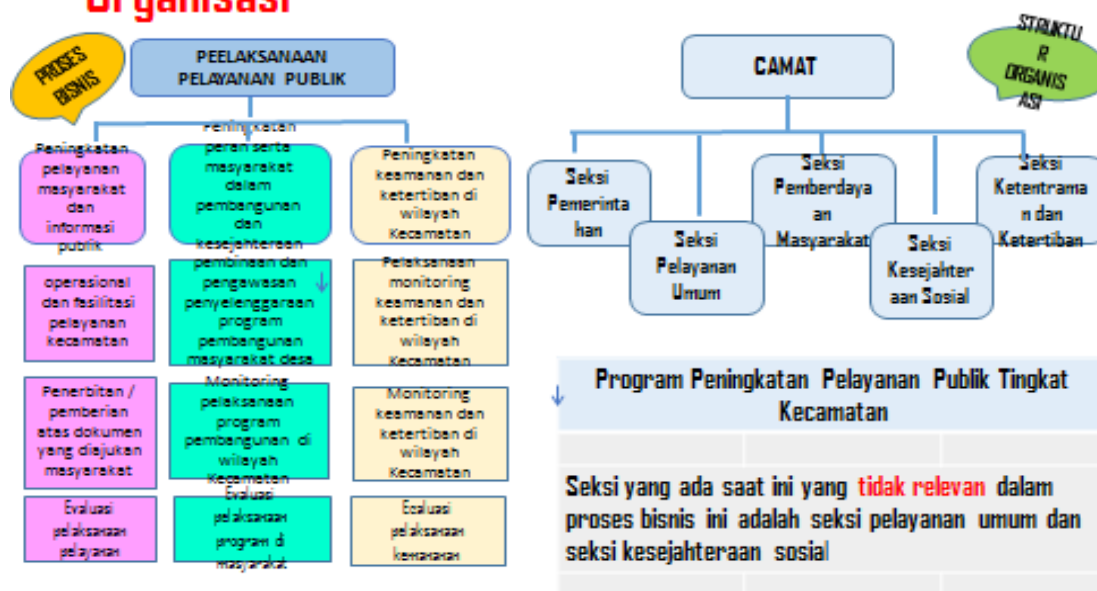 Organisasi
PROSES
BISNIS
PEELAKSANAAN
PELAYANAN PUBLIK
Peningkatan
pelayanan
masyarakat
dan
informasi
publik
Peningkatan
peran serta
masyarakat
dalam
pembangunan
dan
kesejahteraan
Peningkatan
keamanan dan
ketertiban di
wilayah
Kecamatan
operasional
dan fasilitasi
pelayanan
kecamatan
pembinaan dan
pengawasan
penyelenggaraan
program
pembangunan
masyarakat desa
Pelaksanaan
monitoring
keamanan dan
ketertiban di
wilayah
Kecamatan
Penerbitan /
pemberian
atas dokumen
yang diajukan
masyarakat
Monitoring
pelaksanaan
program
pembangunan di
wilayah
Kecamatan
Monitoring
keamanan dan
ketertiban di
wilayah
Kecamatan
Evaluasi
pelaksanaan
pelayanan
Evaluasi
pelaksanaan
program di
masyarakat
Ecaluasi
pelaksanaan
kemananan
STRUKTU
R
ORGANIS
ASI
CAMAT
Seksi
Pemerinta
han
Seksi
Pelayanan
Umum
Seksi
Pemberdaya
an
Masyarakat
Seksi
Kesejahter
aan Sosial
Seksi
Ketentrama
n dan
Ketertiban
Program Peningkatan Pelayanan Publik Tingkat
Kecamatan
Seksi yang ada saat ini yang tidak relevan dalam
proses bisnis ini adalah seksi pelayanan umum dan
seksi kesejahteraan sosial